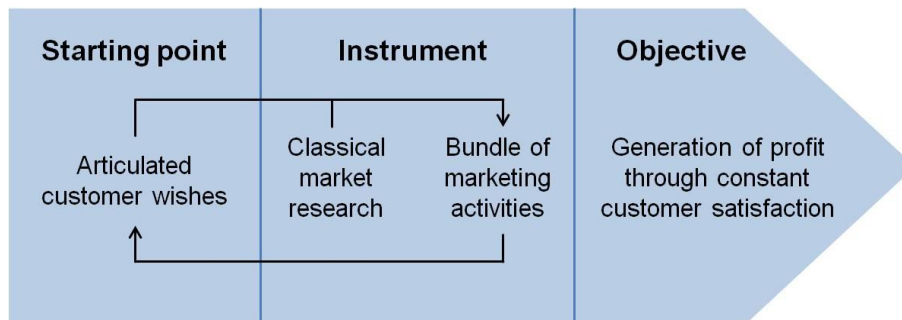 Starting point
Instrument
Objective
Articulated
customer wishes
Classical
market
research
Bundle of
marketing
activities
Generation of profit
through constant
customer satisfaction